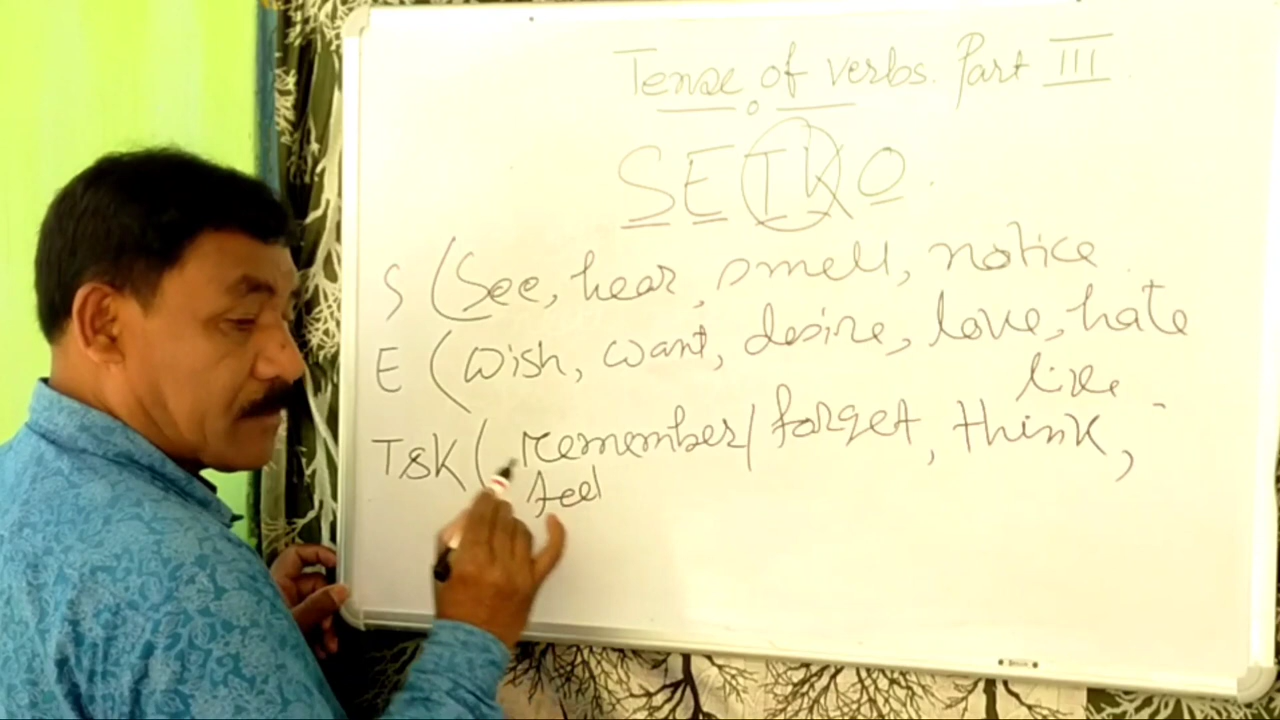 Tense of verbs. Part III
SETKO.
S (See, hear, smell, notice
E (wish, want, desire, love, hate
like
T&K (remember/forget, think,
feel